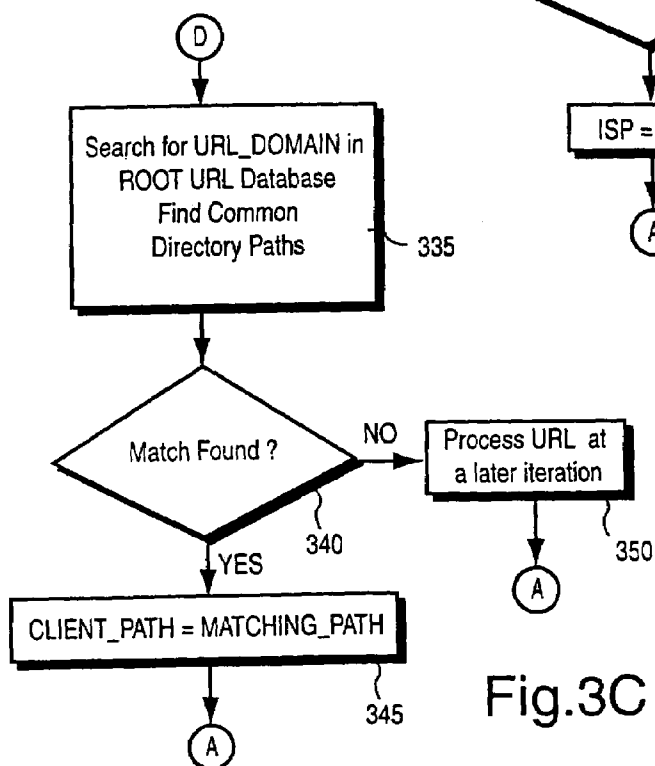 D
Search for URL_DOMAIN in
ROOT URL Database
Find Common
Directory Paths
335
ISP =
A
Match Found ?
NO
Process URL at
a later iteration
340
350
YES
A
CLIENT_PATH = MATCHING_PATH
345
A
Fig.3C